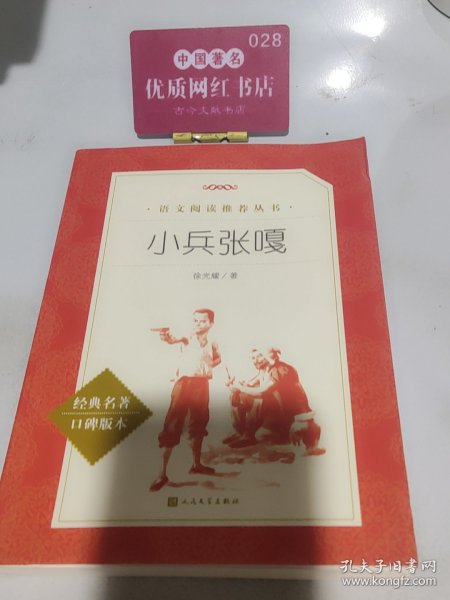 028
中国著名
优质网红书店
古今文献书店
·语文阅读推荐丛书·
小兵张嘎
徐光耀/著
经典名著
口碑版本
人民文学出版社
孔夫子旧书网
www.kongfz.com